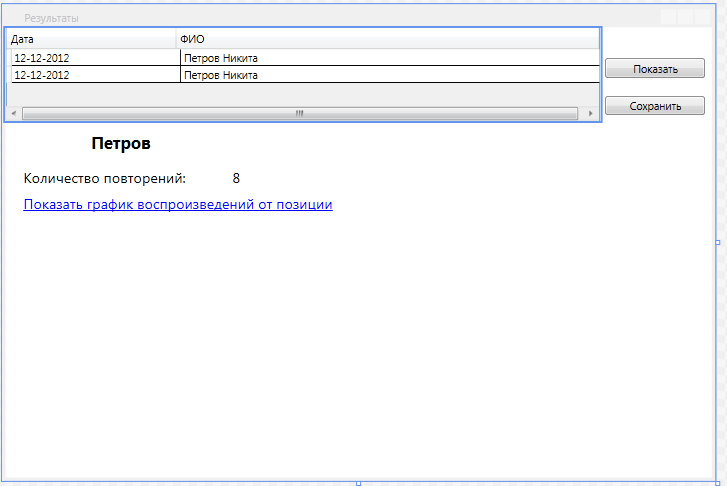 Результаты
Дата ФИО
12-12-2012 Петров Никита
12-12-2012 Петров Никита
Показать
Сохранить
Петров
Количество повторений: 8
Показать график воспроизведений от позиции